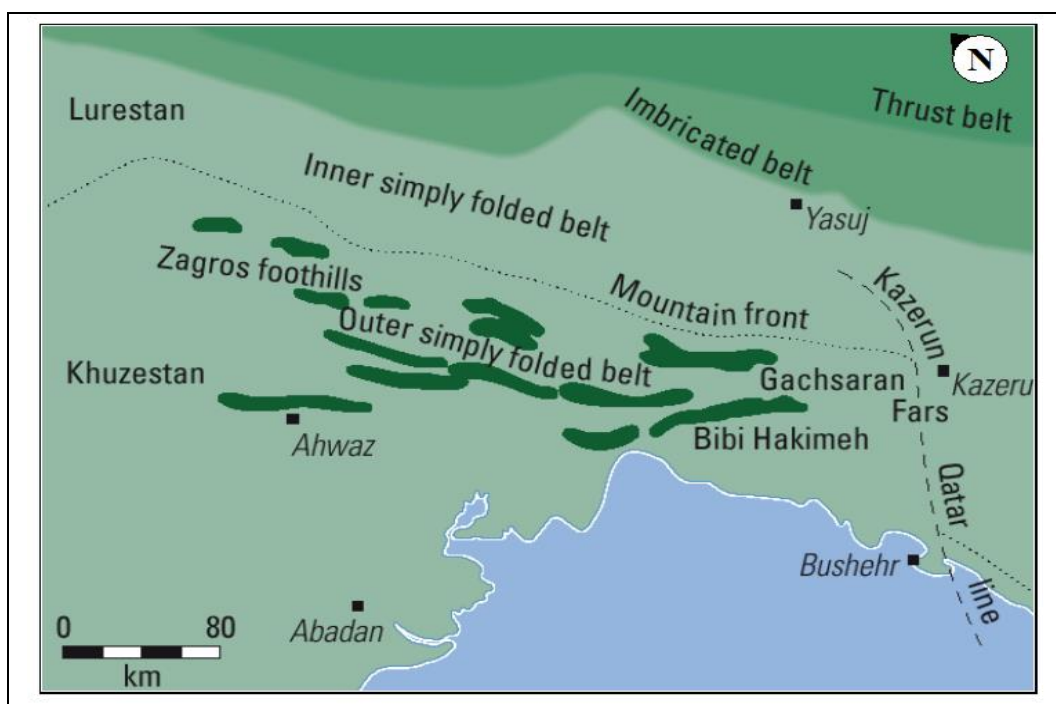 N
Lurestan
Thrust belt
Imbricated belt
Inner simply folded belt
Yasuj
Zagros foothills
Mountain front
Kazerun
Outer simply folded belt
Khuzestan
Gachsaran
Kazeru
Fars
Ahwaz
Bibi Hakimeh
Qatar
Bushehr
line
Abadan
0 80
km